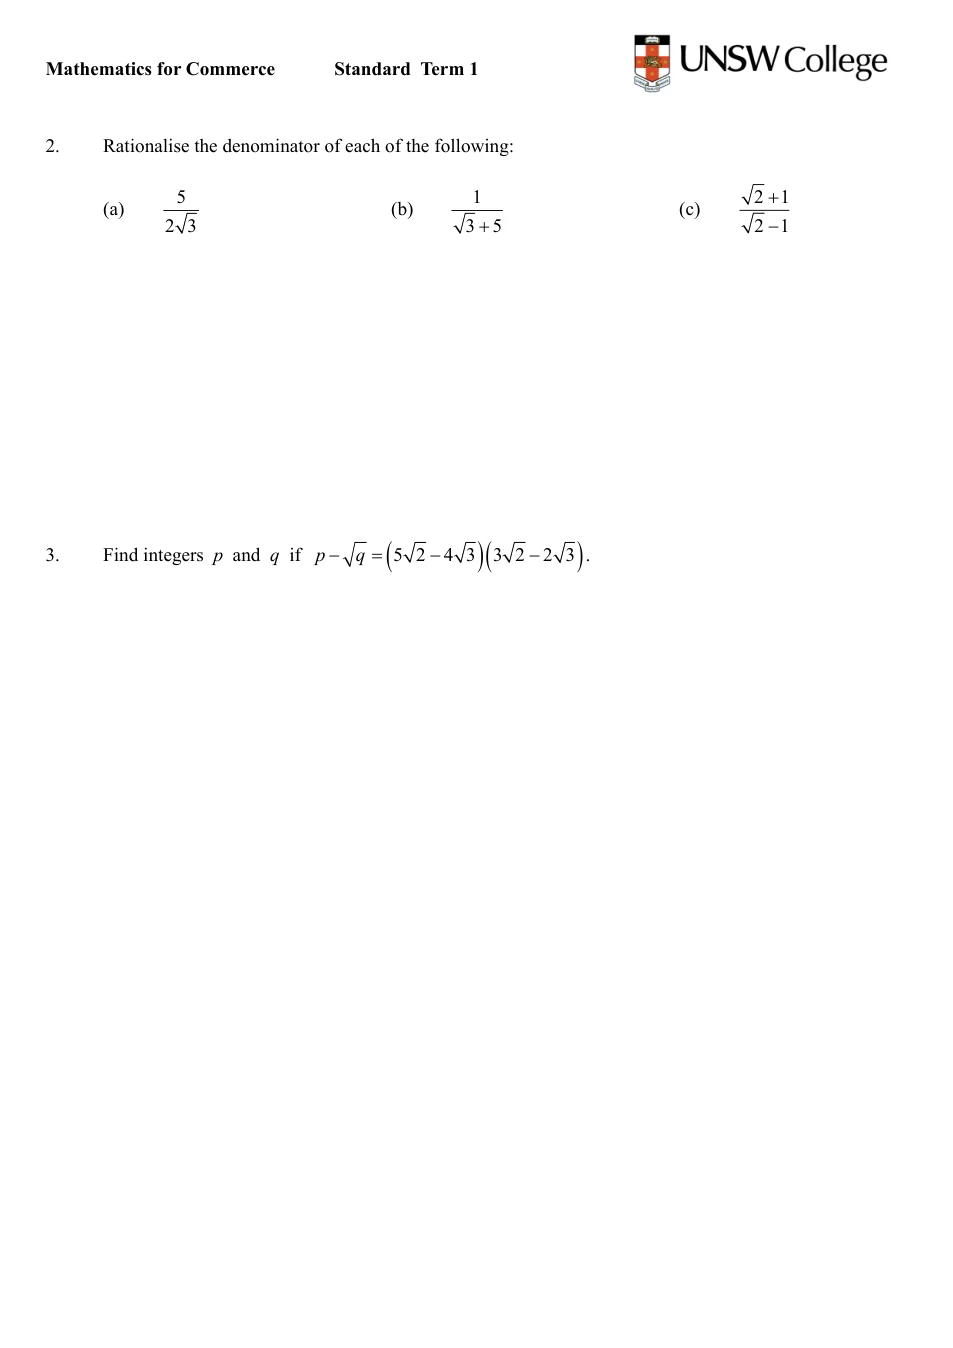 Mathematics for Commerce Standard Term 1
UNSW College
2. Rationalise the denominator of each of the following:
(a) 5/(2√3) (b) 1/(√3+5) (c) (√2+1)/(√2−1)
3. Find integers p and q if p−√q=(5√2−4√3)(3√2−2√3).